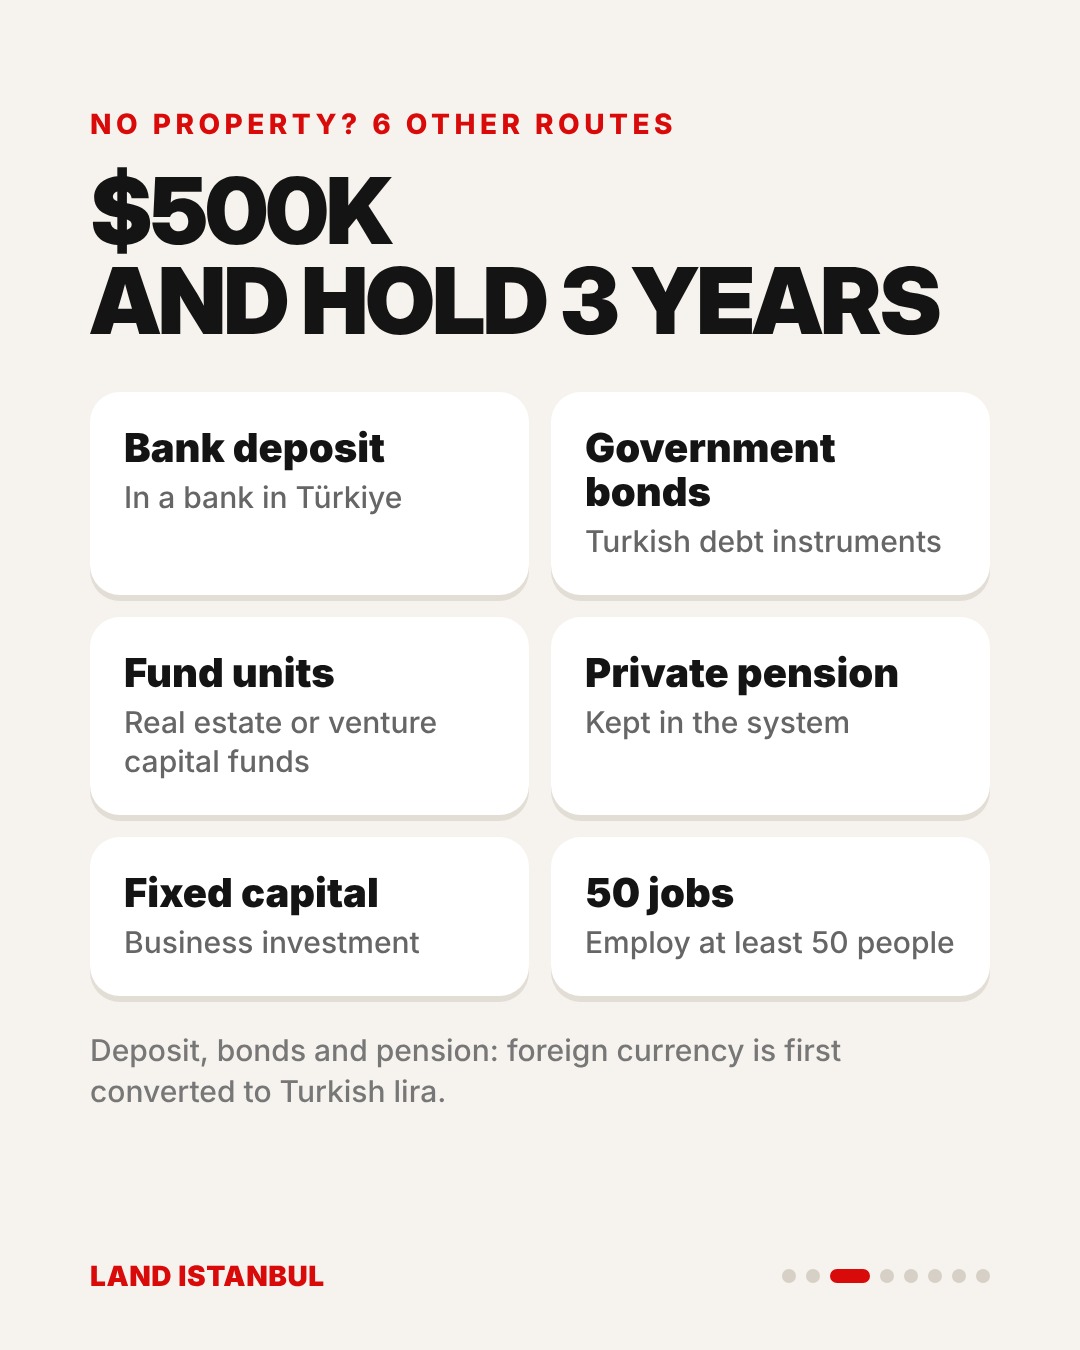 NO PROPERTY? 6 OTHER ROUTES
$500K
AND HOLD 3 YEARS
Bank deposit
In a bank in Türkiye
Government
bonds
Turkish debt instruments
Fund units
Real estate or venture
capital funds
Private pension
Kept in the system
Fixed capital
Business investment
50 jobs
Employ at least 50 people
Deposit, bonds and pension: foreign currency is first
converted to Turkish lira.
LAND ISTANBUL